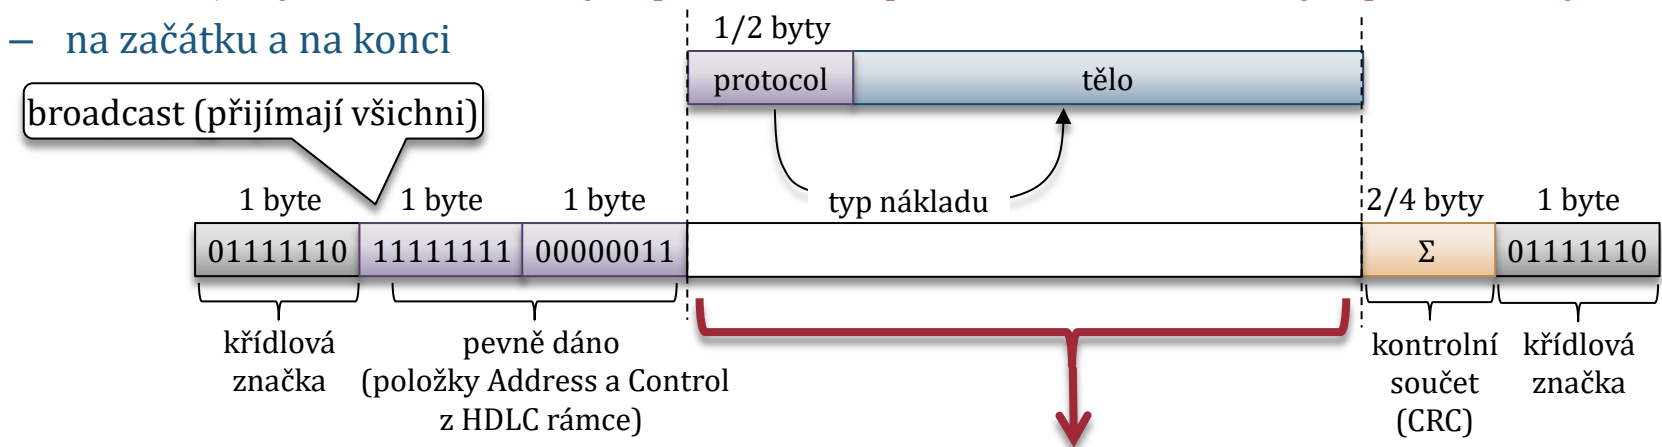 – na začátku a na konci
1/2 byty
protocol tělo
broadcast (přijímají všichni)
typ nákladu
1 byte 1 byte 1 byte 2/4 byty 1 byte
01111110 11111111 00000011 Σ 01111110
křídlová značka
pevně dáno
(položky Address a Control
z HDLC rámce)
kontrolní
součet
(CRC)
křídlová
značka